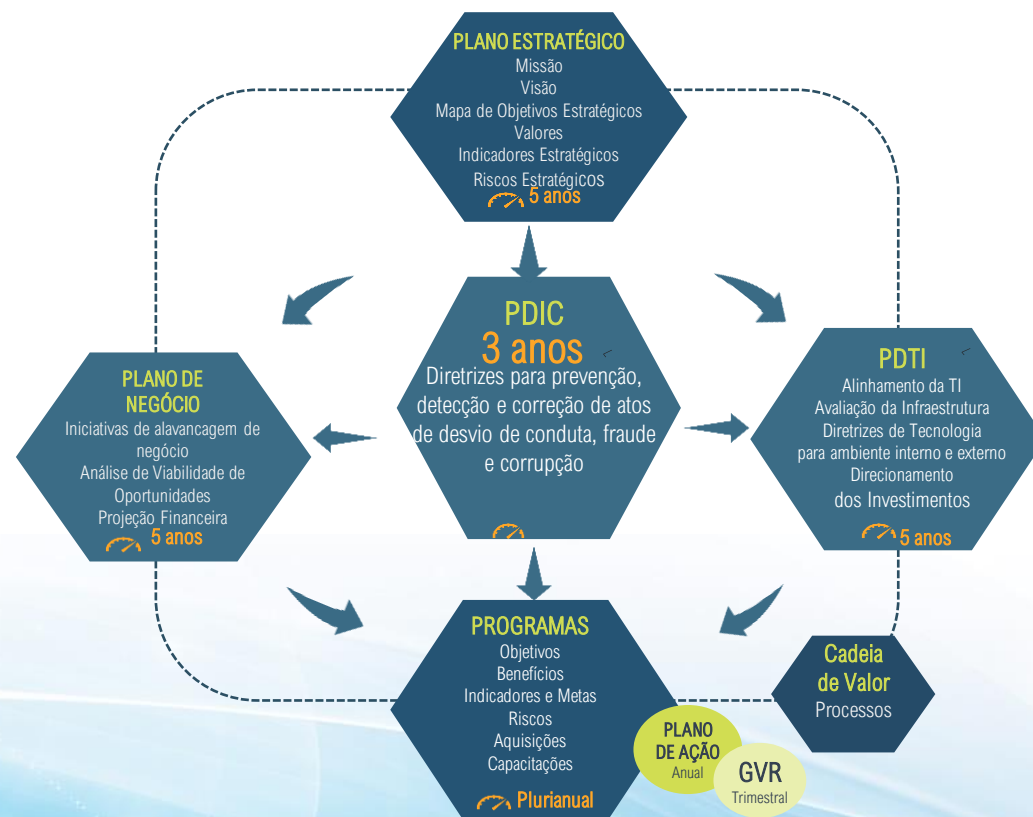 PLANO ESTRATÉGICO
Missão
Visão
Mapa de Objetivos Estratégicos
Valores
Indicadores Estratégicos
Riscos Estratégicos
5 anos
PDIC
3 anos
Diretrizes para prevenção,
detecção e correção de atos
de desvio de conduta, fraude
e corrupção
PLANO DE
NEGÓCIO
Iniciativas de alavancagem de
negócio
Análise de Viabilidade de
Oportunidades
Projeção Financeira
5 anos
PDTI
Alinhamento da TI
Avaliação da Infraestrutura
Diretrizes de Tecnologia
para ambiente interno e externo
Direcionamento
dos Investimentos
5 anos
PROGRAMAS
Objetivos
Benefícios
Indicadores e Metas
Riscos
Aquisições
Capacitações
Plurianual
Cadeia
de Valor
Processos
PLANO
DE AÇÃO
Anual
GVR
Trimestral